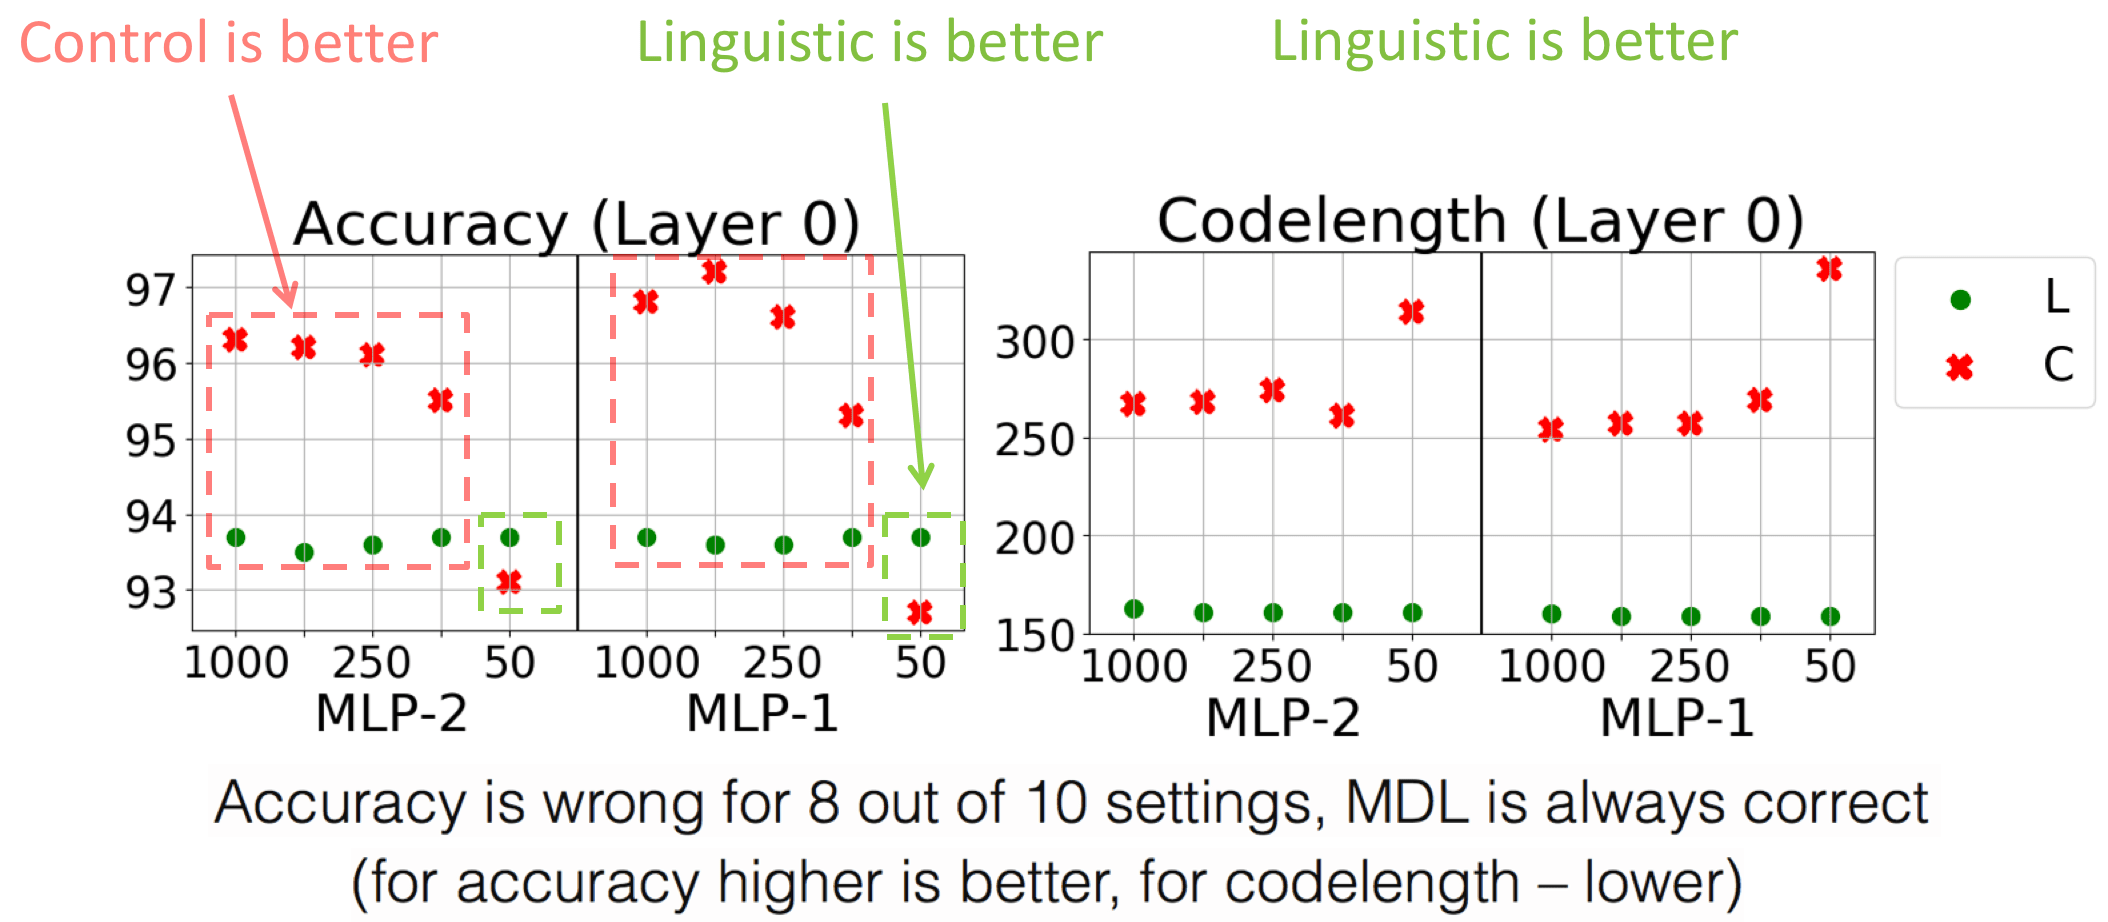 Control is better
Linguistic is better
Linguistic is better
Accuracy (Layer 0)
97
96
95
94
93
1000 250 50 1000 250 50
MLP-2 MLP-1
Codelength (Layer 0)
300
250
200
150
1000 250 50 1000 250 50
MLP-2 MLP-1
L
C
Accuracy is wrong for 8 out of 10 settings, MDL is always correct
(for accuracy higher is better, for codelength – lower)